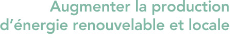 Augmenter la production
d'énergie renouvelable et locale